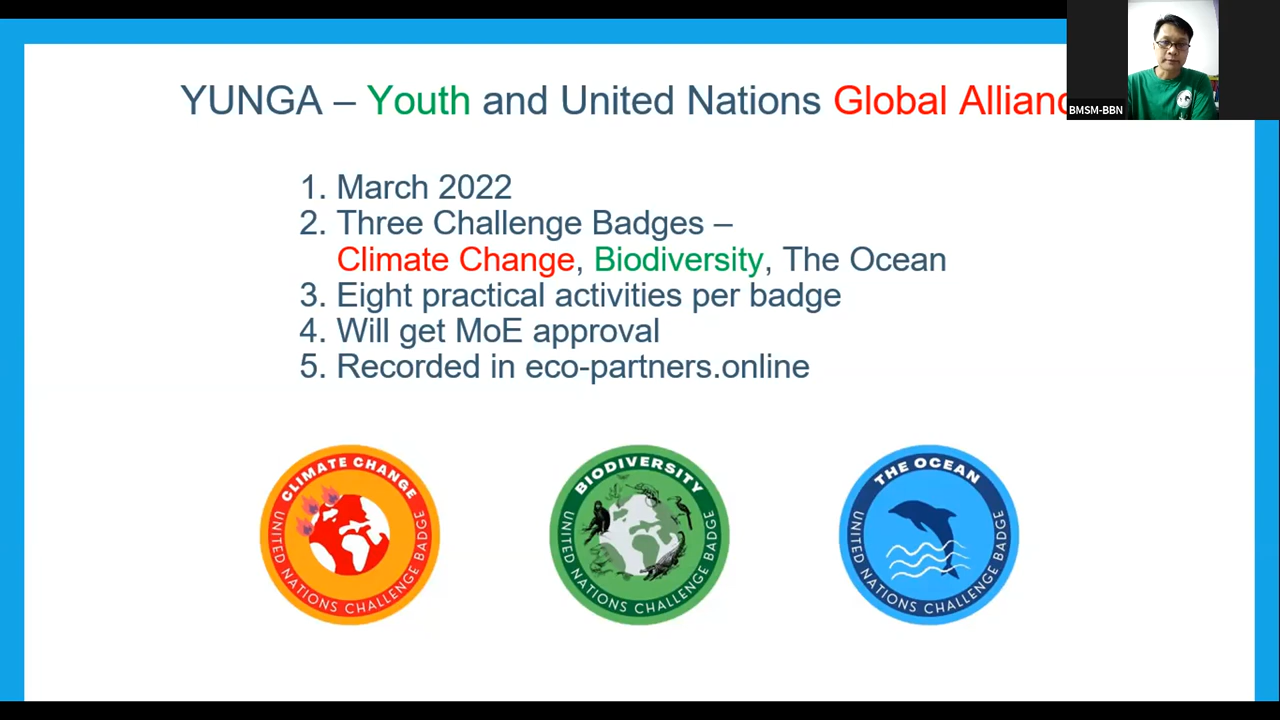 YUNGA – Youth and United Nations Global Allianc
BMSM-BBN
1. March 2022
2. Three Challenge Badges –
Climate Change, Biodiversity, The Ocean
3. Eight practical activities per badge
4. Will get MoE approval
5. Recorded in eco-partners.online
CLIMATE CHANGE
UNITED NATIONS CHALLENGE BADGE
BIODIVERSITY
UNITED NATIONS CHALLENGE BADGE
THE OCEAN
UNITED NATIONS CHALLENGE BADGE